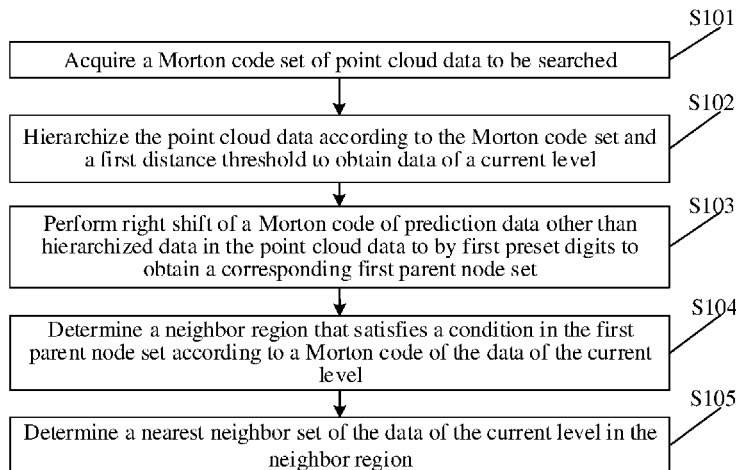 S101
Acquire a Morton code set of point cloud data to be searched
S102
Hierarchize the point cloud data according to the Morton code set and
a first distance threshold to obtain data of a current level
S103
Perform right shift of a Morton code of prediction data other than
hierarchized data in the point cloud data to by first preset digits to
obtain a corresponding first parent node set
S104
Determine a neighbor region that satisfies a condition in the first
parent node set according to a Morton code of the data of the current
level
S105
Determine a nearest neighbor set of the data of the current level in the
neighbor region